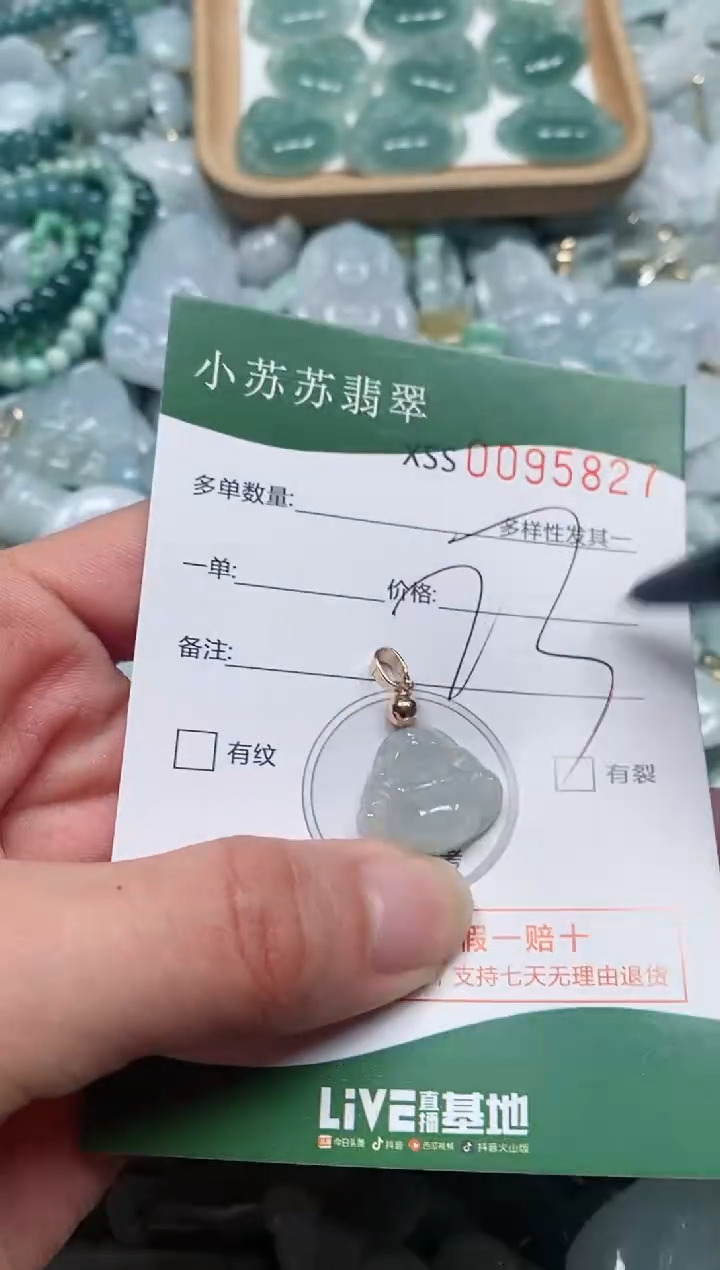 小苏苏翡翠
XSS 0095827
多单数量:
多样性发其一
一单:
价格:
备注:
有纹
有裂
考
假一赔十
支持七天无理由退货
LiVE直播基地
今日头条 抖音 西瓜视频 抖音火山版